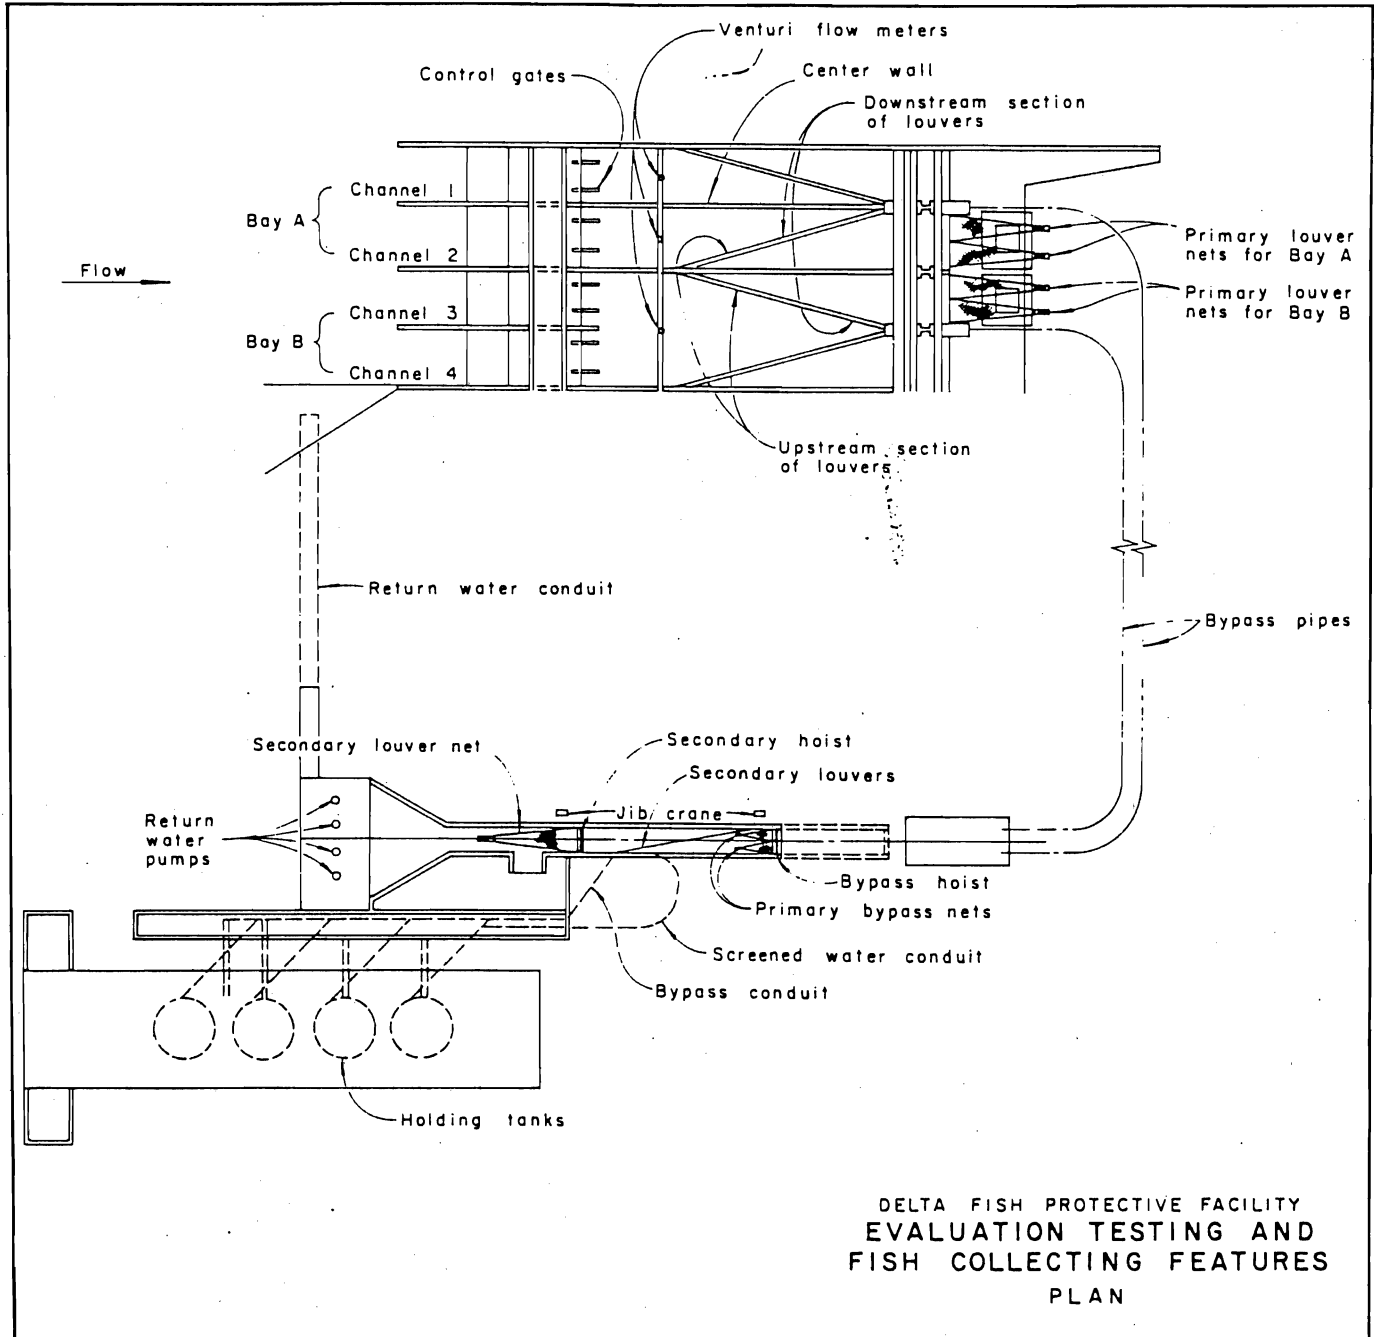 Venturi flow meters
Control gates
Center wall
Downstream section
of louvers
Channel 1
Bay A
Channel 2
Flow
Channel 3
Bay B
Channel 4
Primary louver
nets for Bay A
Primary louver
nets for Bay B
Upstream section
of louvers
Return water conduit
Bypass pipes
Secondary louver net
Secondary hoist
Secondary louvers
Jib crane
Return
water
pumps
Bypass hoist
Primary bypass nets
Screened water conduit
Bypass conduit
Holding tanks
DELTA FISH PROTECTIVE FACILITY
EVALUATION TESTING AND
FISH COLLECTING FEATURES
PLAN